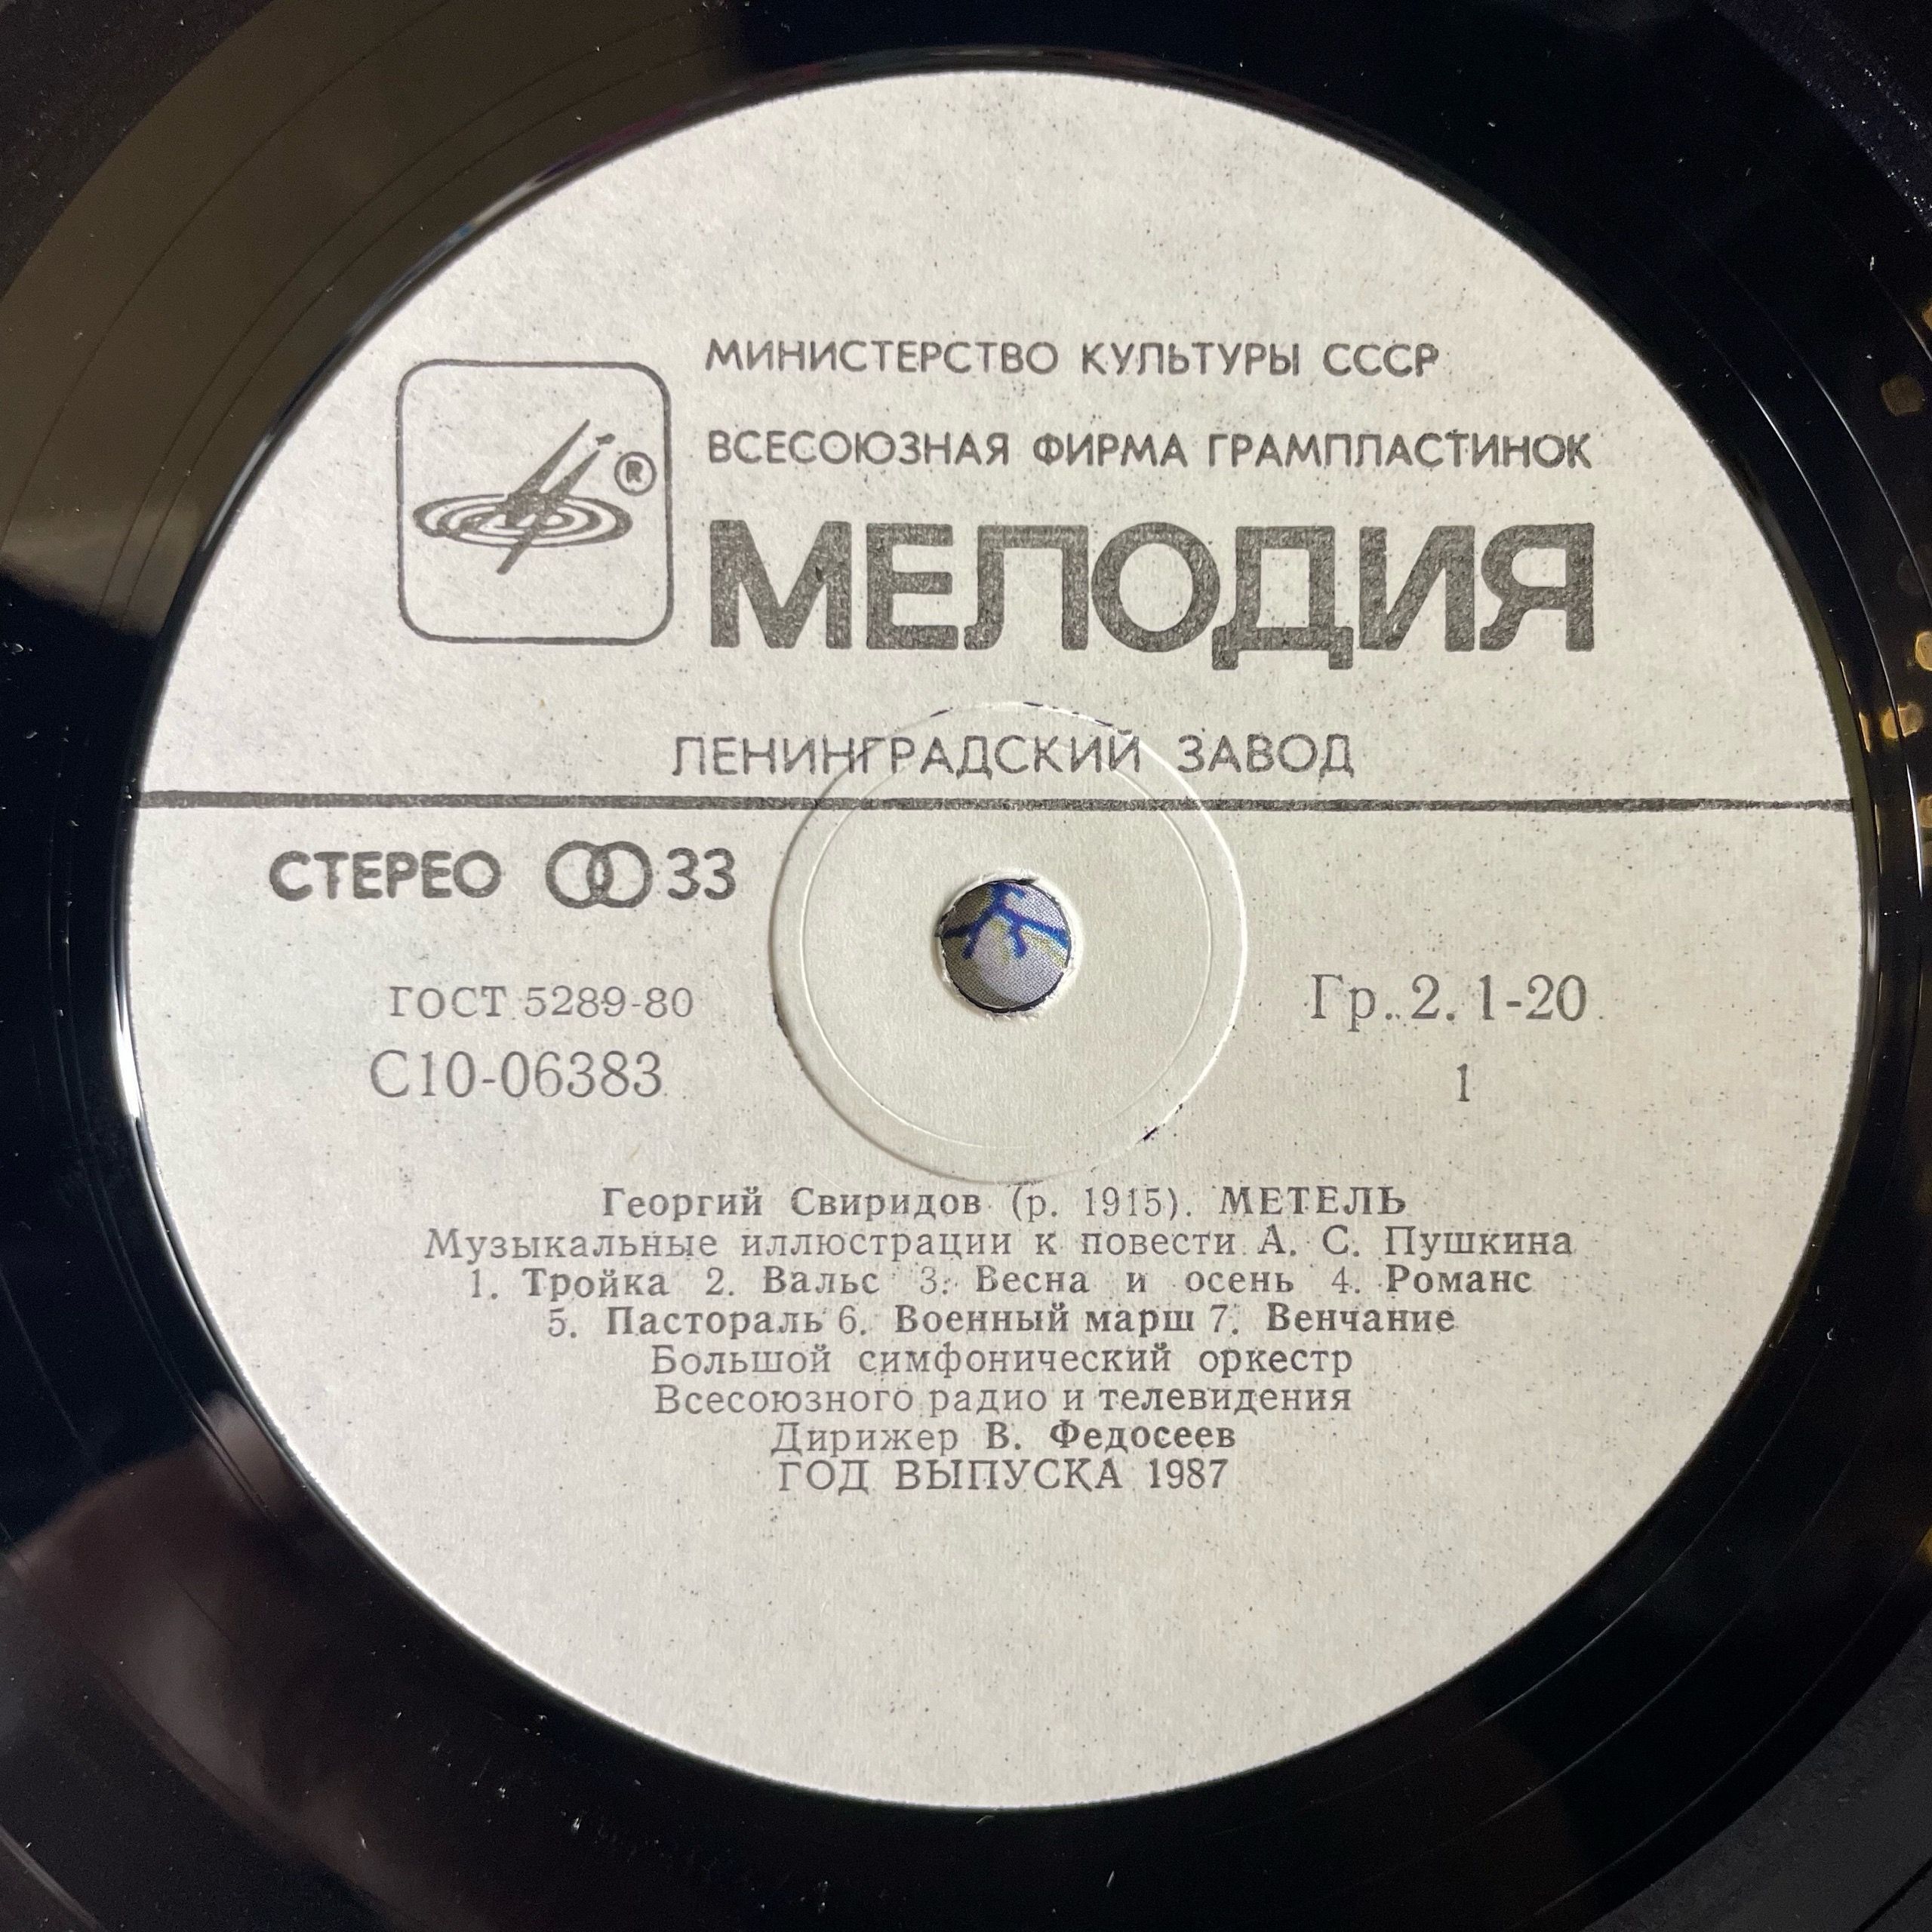 МИНИСТЕРСТВО КУЛЬТУРЫ СССР
ВСЕСОЮЗНАЯ ФИРМА ГРАМПЛАСТИНОК
®
МЕЛОДИЯ
ЛЕНИНГРАДСКИЙ ЗАВОД
СТЕРЕО 33
ГОСТ 5289-80
Гр. 2. 1-20
С10-06383
1
Георгий Свиридов (р. 1915). МЕТЕЛЬ
Музыкальные иллюстрации к повести А. С. Пушкина
1. Тройка 2. Вальс 3. Весна и осень 4. Романс
5. Пастораль 6. Военный марш 7. Венчание
Большой симфонический оркестр
Всесоюзного радио и телевидения
Дирижер В. Федосеев
ГОД ВЫПУСКА 1987